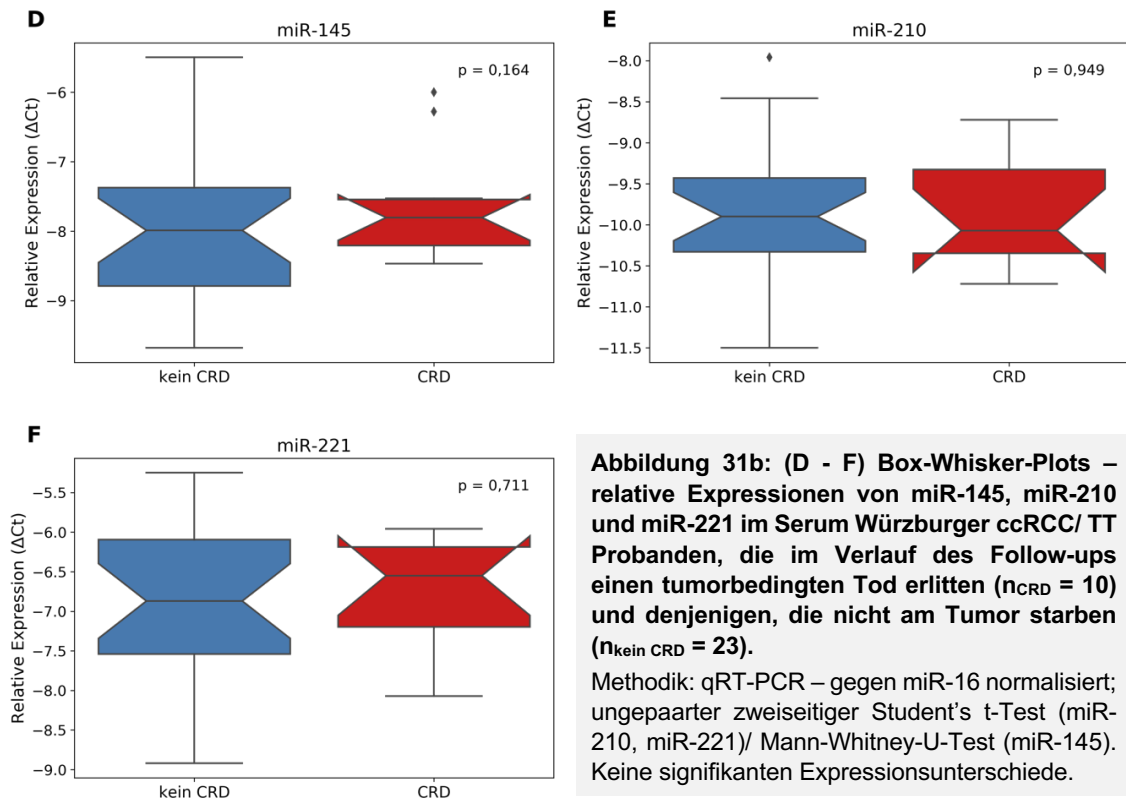 D
miR-145
p = 0,164
Relative Expression (ΔCt)
−6
−7
−8
−9
kein CRD
CRD
E
miR-210
p = 0,949
Relative Expression (ΔCt)
−8.0
−8.5
−9.0
−9.5
−10.0
−10.5
−11.0
−11.5
kein CRD
CRD
F
miR-221
p = 0,711
Relative Expression (ΔCt)
−5.5
−6.0
−6.5
−7.0
−7.5
−8.0
−8.5
−9.0
kein CRD
CRD
Abbildung 31b: (D - F) Box-Whisker-Plots –
relative Expressionen von miR-145, miR-210
und miR-221 im Serum Würzburger ccRCC/ TT
Probanden, die im Verlauf des Follow-ups
einen tumorbedingten Tod erlitten (nCRD = 10)
und denjenigen, die nicht am Tumor starben
(nkein CRD = 23).
Methodik: qRT-PCR – gegen miR-16 normalisiert;
ungepaarter zweiseitiger Student’s t-Test (miR-
210, miR-221)/ Mann-Whitney-U-Test (miR-145).
Keine signifikanten Expressionsunterschiede.